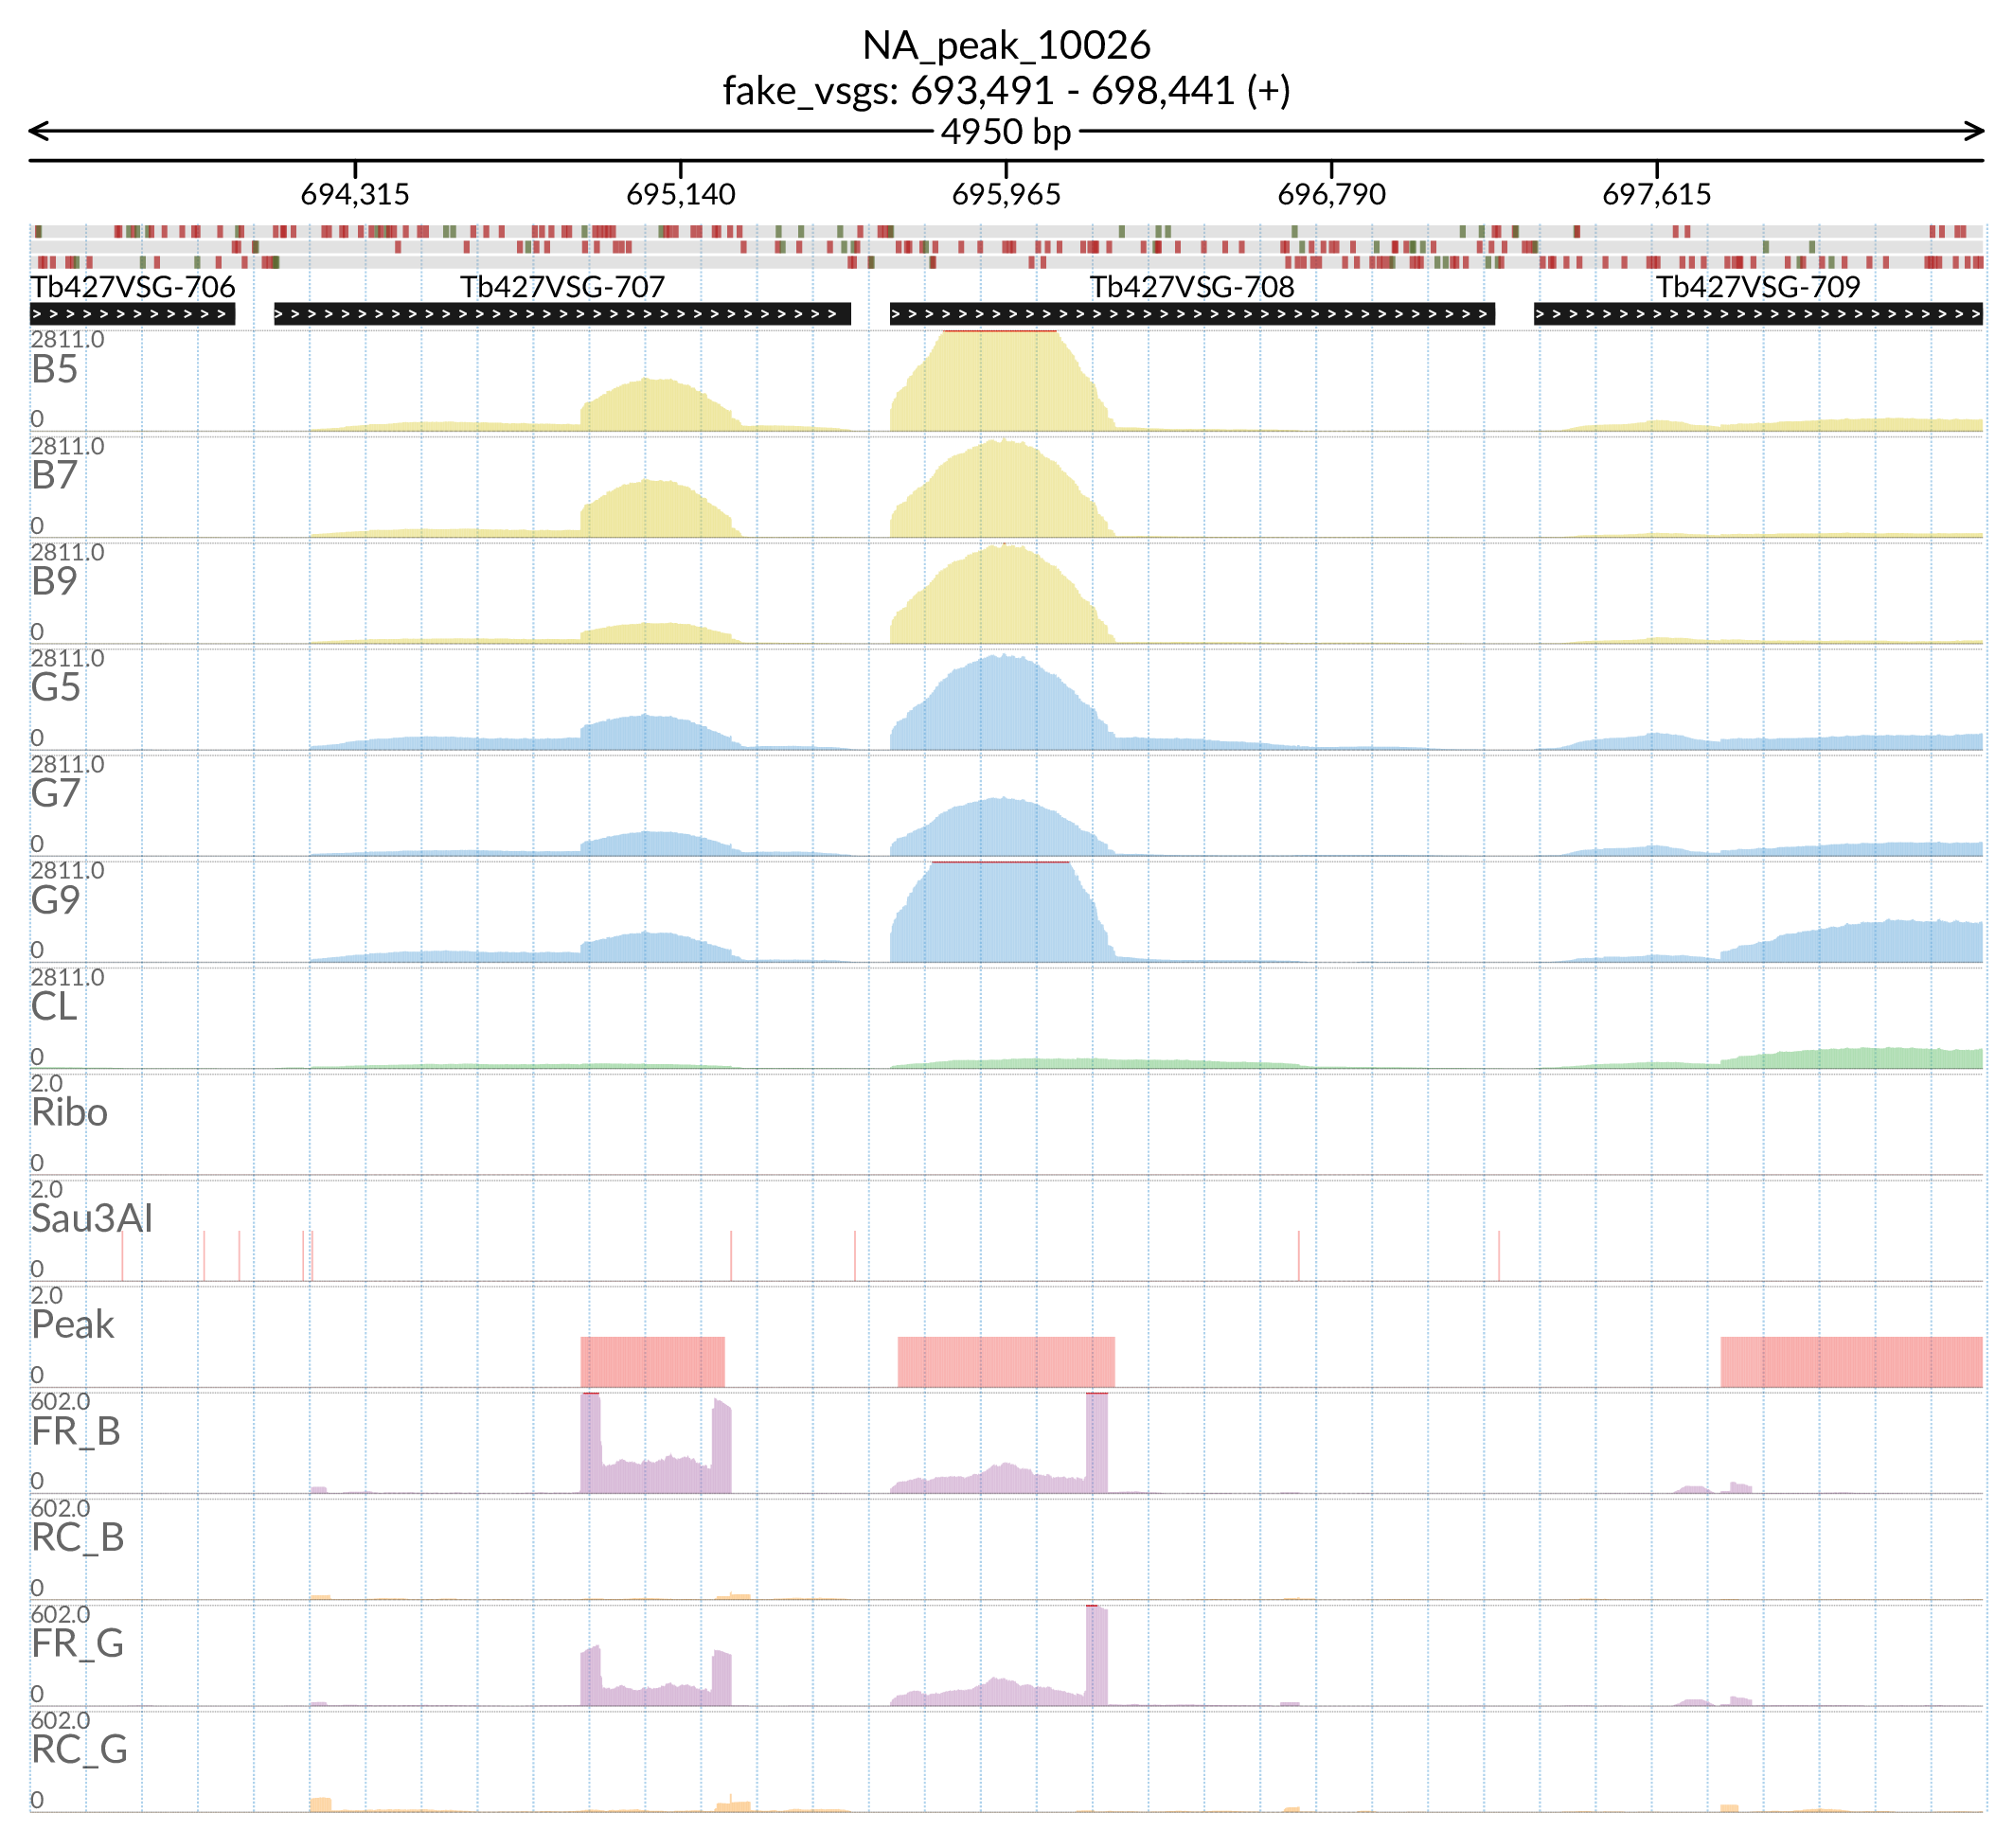 NA_peak_10026
fake_vsgs: 693,491 - 698,441 (+)
4950 bp
694,315 695,140 695,965 696,790 697,615
Tb427VSG-706 Tb427VSG-707 Tb427VSG-708 Tb427VSG-709
2811.0
B5
0
2811.0
B7
0
2811.0
B9
0
2811.0
G5
0
2811.0
G7
0
2811.0
G9
0
2811.0
CL
0
2.0
Ribo
0
2.0
Sau3AI
0
2.0
Peak
0
602.0
FR_B
0
602.0
RC_B
0
602.0
FR_G
0
602.0
RC_G
0